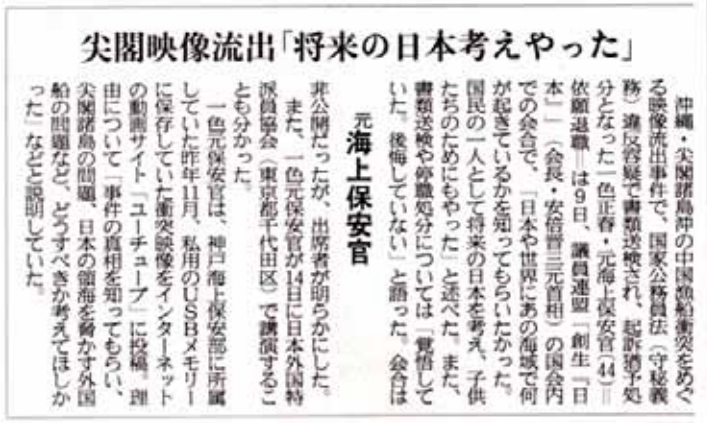 尖閣映像流出「将来の日本考えやった」
元海上保安官
沖縄・尖閣諸島沖の中国漁船衝突をめぐ
る映像流出事件で、国家公務員法（守秘義
務）違反容疑で書類送検され、起訴猶予処
分となった一色正春・元海上保安官（44）＝
依願退職＝は9日、議員連盟「創生『日
本』」（会長・安倍晋三元首相）の国会内
での会合で、「日本や世界にあの海域で何
が起きているかを知ってもらいたかった。
国民の一人として将来の日本を考え、子供
たちのためにもやった」と述べた。また、
書類送検や停職処分については「覚悟して
いた。後悔していない」と語った。会合は
非公開だったが、出席者が明らかにした。
また、一色元保安官が14日に日本外国特
派員協会（東京都千代田区）で講演するこ
とも分かった。
一色元保安官は、神戸海上保安部に所属
していた昨年11月、私用のUSBメモリー
に保存していた衝突映像をインターネット
の動画サイト「ユーチューブ」に投稿。理
由について「事件の真相を知ってもらい、
尖閣諸島の問題、日本の領海を脅かす外国
船の問題など、どうすべきか考えてほしか
った」などと説明していた。